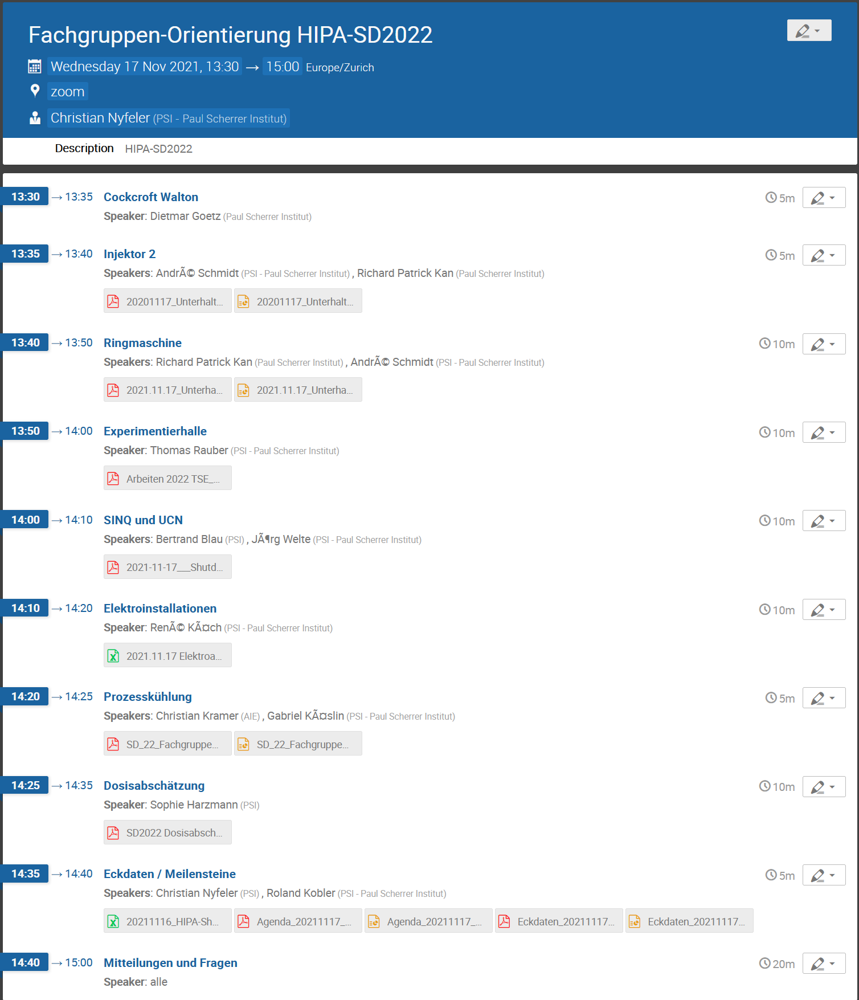 Fachgruppen-Orientierung HIPA-SD2022
Wednesday 17 Nov 2021, 13:30 → 15:00 Europe/Zurich
zoom
Christian Nyfeler (PSI - Paul Scherrer Institut)
Description HIPA-SD2022
13:30 → 13:35 Cockcroft Walton 5m
Speaker: Dietmar Goetz (Paul Scherrer Institut)
13:35 → 13:40 Injektor 2 5m
Speakers: AndrÃ© Schmidt (PSI - Paul Scherrer Institut) , Richard Patrick Kan (Paul Scherrer Institut)
20201117_Unterhalt... 20201117_Unterhalt...
13:40 → 13:50 Ringmaschine 10m
Speakers: Richard Patrick Kan (Paul Scherrer Institut) , AndrÃ© Schmidt (PSI - Paul Scherrer Institut)
2021.11.17_Unterha... 2021.11.17_Unterha...
13:50 → 14:00 Experimentierhalle 10m
Speaker: Thomas Rauber (PSI - Paul Scherrer Institut)
Arbeiten 2022 TSE_...
14:00 → 14:10 SINQ und UCN 10m
Speakers: Bertrand Blau (PSI) , JÃ¶rg Welte (PSI - Paul Scherrer Institut)
2021-11-17___Shutd...
14:10 → 14:20 Elektroinstallationen 10m
Speaker: RenÃ© KÃ¤ch (PSI - Paul Scherrer Institut)
2021.11.17 Elektroa...
14:20 → 14:25 Prozesskühlung 5m
Speakers: Christian Kramer (AIE) , Gabriel KÃ¤slin (PSI - Paul Scherrer Institut)
SD_22_Fachgruppe... SD_22_Fachgruppe...
14:25 → 14:35 Dosisabschätzung 10m
Speaker: Sophie Harzmann (PSI)
SD2022 Dosisabsch...
14:35 → 14:40 Eckdaten / Meilensteine 5m
Speakers: Christian Nyfeler (PSI) , Roland Kobler (PSI - Paul Scherrer Institut)
20211116_HIPA-Sh... Agenda_20211117_... Agenda_20211117_... Eckdaten_20211117... Eckdaten_20211117...
14:40 → 15:00 Mitteilungen und Fragen 20m
Speaker: alle